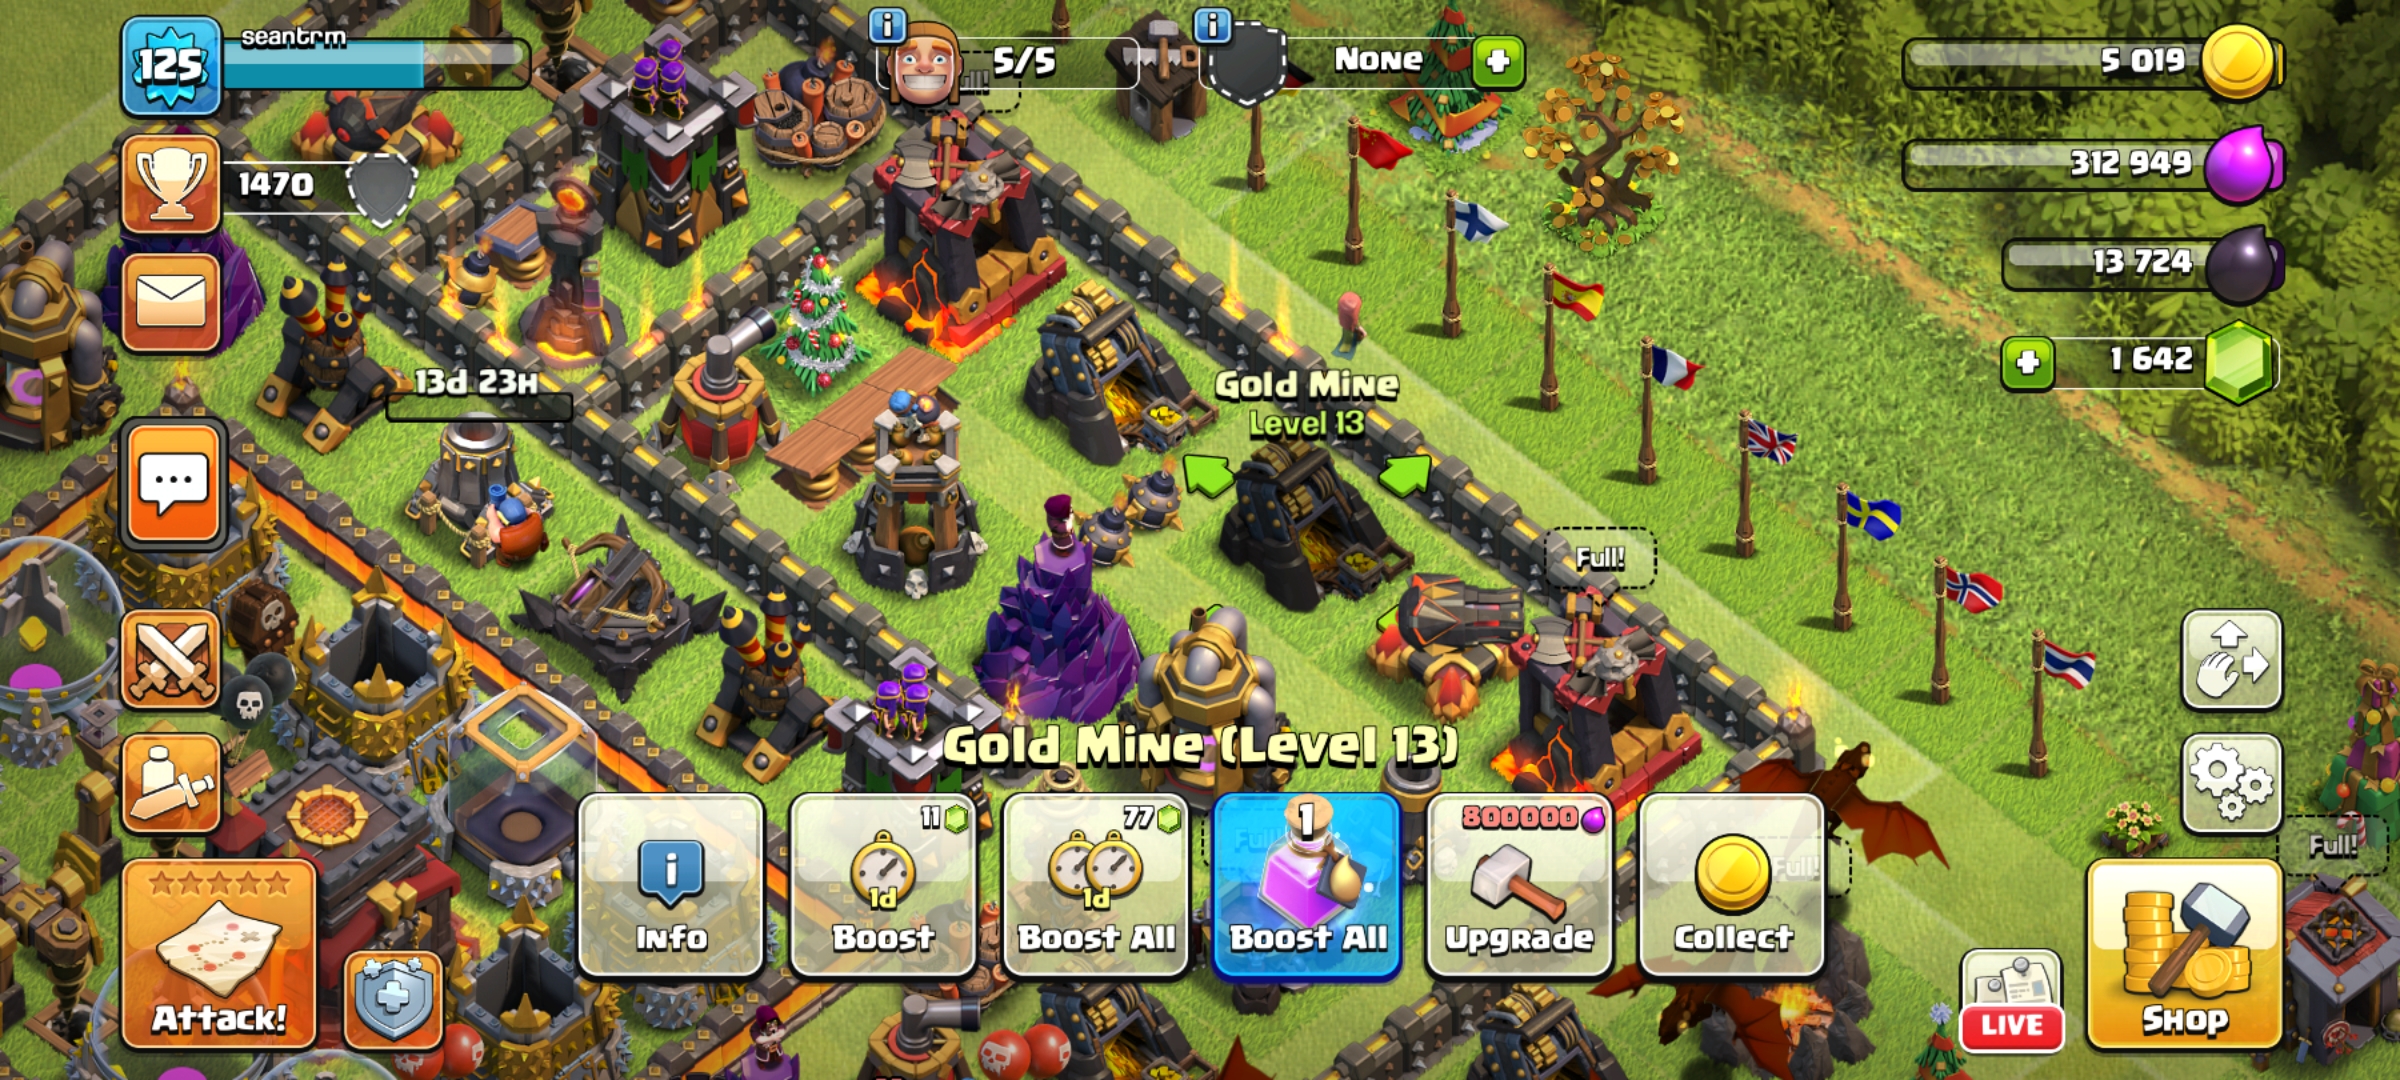 125
seantrm
5/5
None
5 019
1470
312 949
13 724
1 642
13d 23H
Gold Mine
Level 13
Full!
Gold Mine (Level 13)
Info
11
1d
Boost
77
1d
Boost All
1
Boost All
800000
Upgrade
Full!
Collect
Full!
Attack!
LIVE
Shop